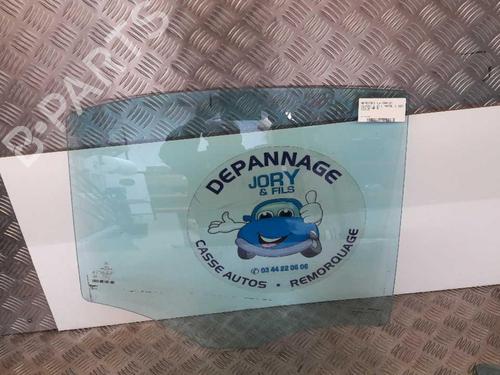 B-PARTS
DEPANNAGE
JORY
& FILS
03 44 22 06 06
CASSE AUTOS • REMORQUAGE